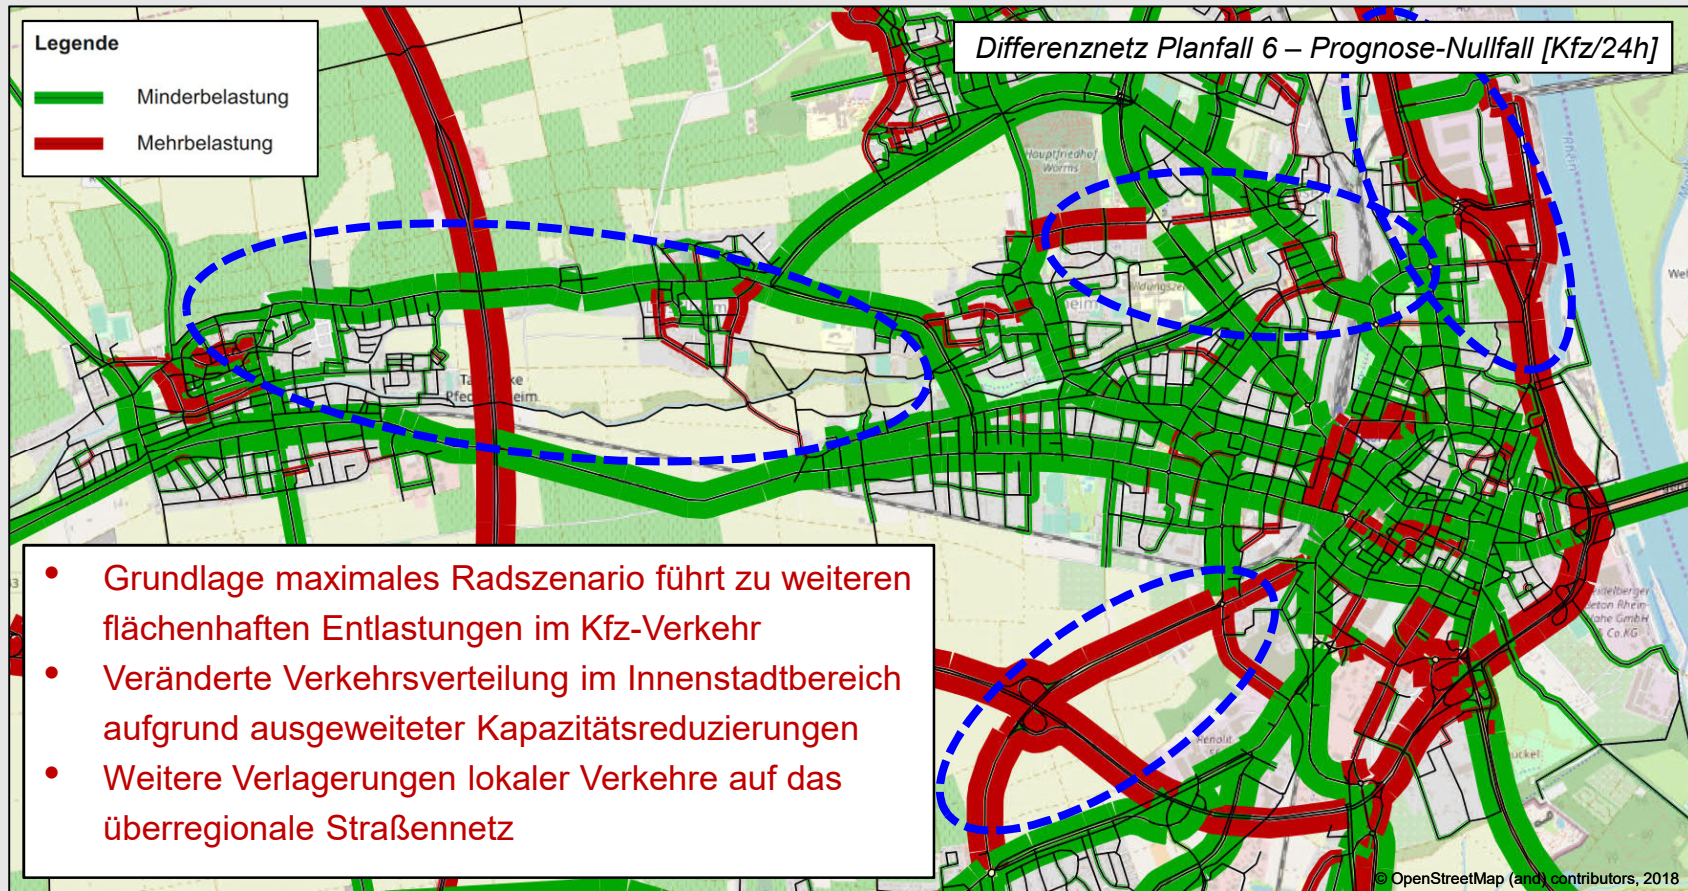 Legende
Minderbelastung
Mehrbelastung
Differenznetz Planfall 6 – Prognose-Nullfall [Kfz/24h]
Hauptfriedhof
Worms
Rhein
• Grundlage maximales Radszenario führt zu weiteren
flächenhaften Entlastungen im Kfz-Verkehr
• Veränderte Verkehrsverteilung im Innenstadtbereich
aufgrund ausgeweiteter Kapazitätsreduzierungen
• Weitere Verlagerungen lokaler Verkehre auf das
überregionale Straßennetz
Renolit
© OpenStreetMap (and) contributors, 2018